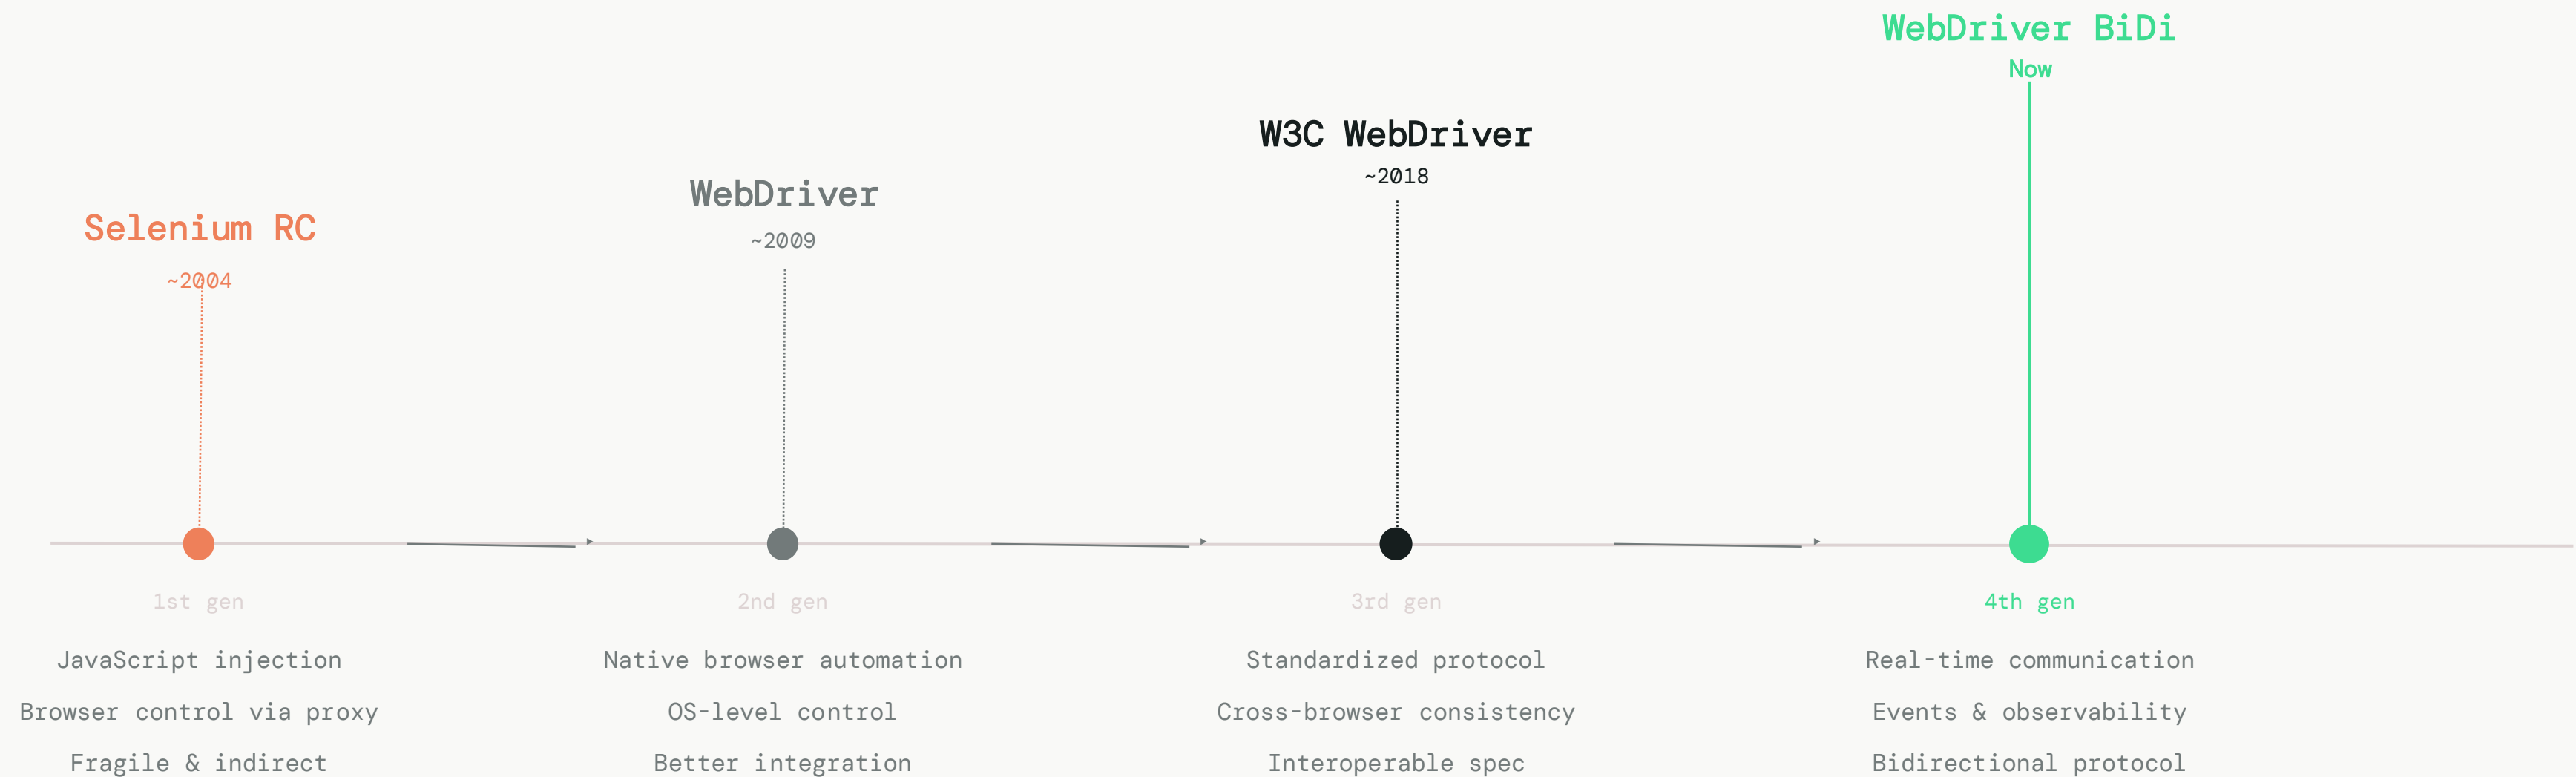 Selenium RC
~2004
1st gen
JavaScript injection
Browser control via proxy
Fragile & indirect
WebDriver
~2009
2nd gen
Native browser automation
OS-level control
Better integration
W3C WebDriver
~2018
3rd gen
Standardized protocol
Cross-browser consistency
Interoperable spec
WebDriver BiDi
Now
4th gen
Real-time communication
Events & observability
Bidirectional protocol